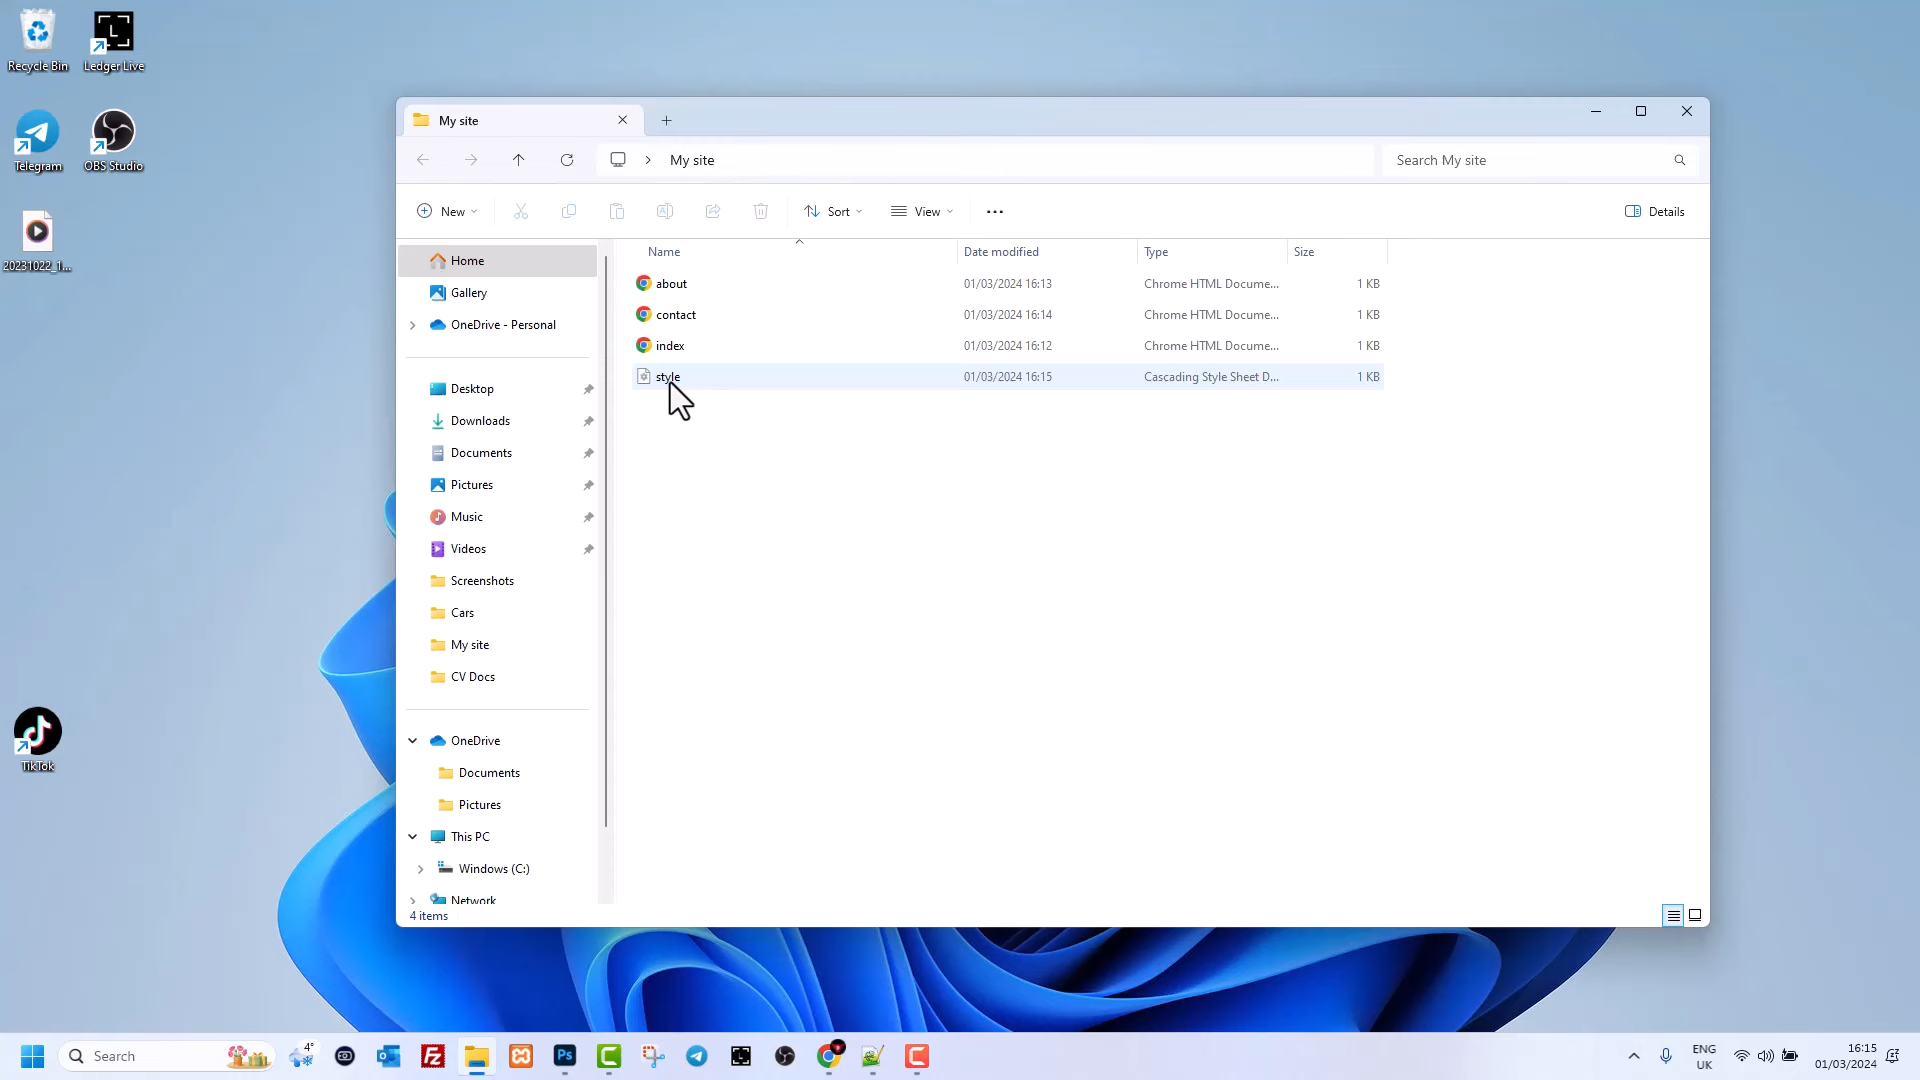 Recycle Bin
Ledger Live
Telegram
OBS Studio
20231022_1...
TikTok
My site
My site
Search My site
New
Sort
View
Details
Name
Date modified
Type
Size
about 01/03/2024 16:13 Chrome HTML Docume... 1 KB
contact 01/03/2024 16:14 Chrome HTML Docume... 1 KB
index 01/03/2024 16:12 Chrome HTML Docume... 1 KB
style 01/03/2024 16:15 Cascading Style Sheet D... 1 KB
Home
Gallery
OneDrive - Personal
Desktop
Downloads
Documents
Pictures
Music
Videos
Screenshots
Cars
My site
CV Docs
OneDrive
Documents
Pictures
This PC
Windows (C:)
Network
4 items
Search
4°
Fz
Ps
C
L
C
ENG
UK
16:15
01/03/2024